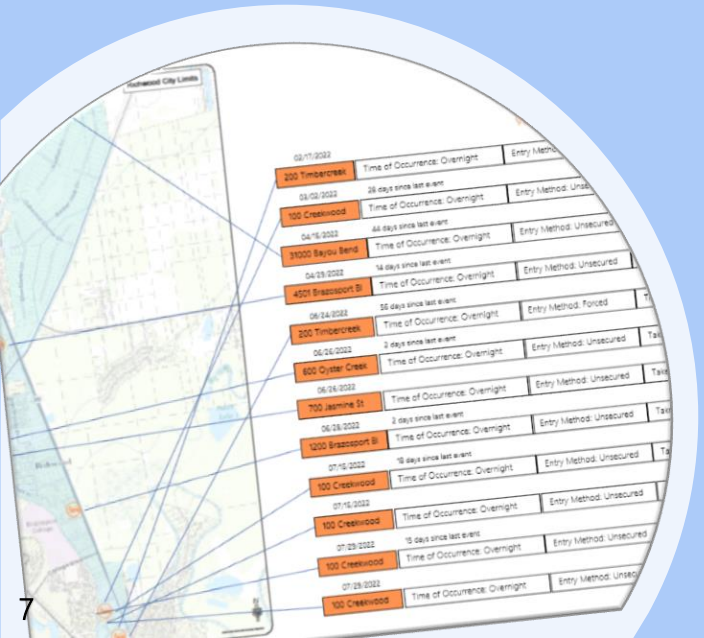 Richwood City Limits
02/17/2022
200 Timbercreek Time of Occurrence: Overnight Entry
03/02/2022 28 days since last event
100 Creekwood Time of Occurrence: Overnight Entry Method:
04/15/2022 44 days since last event
31000 Bayou Bend Time of Occurrence: Overnight Entry Method: Unsecured
04/29/2022 14 days since last event
4501 Brazosport Bl Time of Occurrence: Overnight Entry Method: Unsecured
06/24/2022 56 days since last event
200 Timbercreek Time of Occurrence: Overnight Entry Method: Forced
06/26/2022 2 days since last event
600 Oyster Creek Time of Occurrence: Overnight Entry Method: Unsecured
06/26/2022
700 Jasmine St Time of Occurrence: Overnight Entry Method: Unsecured
06/28/2022 2 days since last event
1200 Brazosport Bl Time of Occurrence: Overnight Entry Method: Unsecured
07/15/2022 18 days since last event
100 Creekwood Time of Occurrence: Overnight Entry Method: Unsecured
07/15/2022
100 Creekwood Time of Occurrence: Overnight Entry Method: Unsecured
07/29/2022 15 days since last event
100 Creekwood Time of Occurrence: Overnight Entry Method: Unsecured
07/29/2022
100 Creekwood Time of Occurrence: Overnight Entry Method:
Richwood
Brazosport
College
7